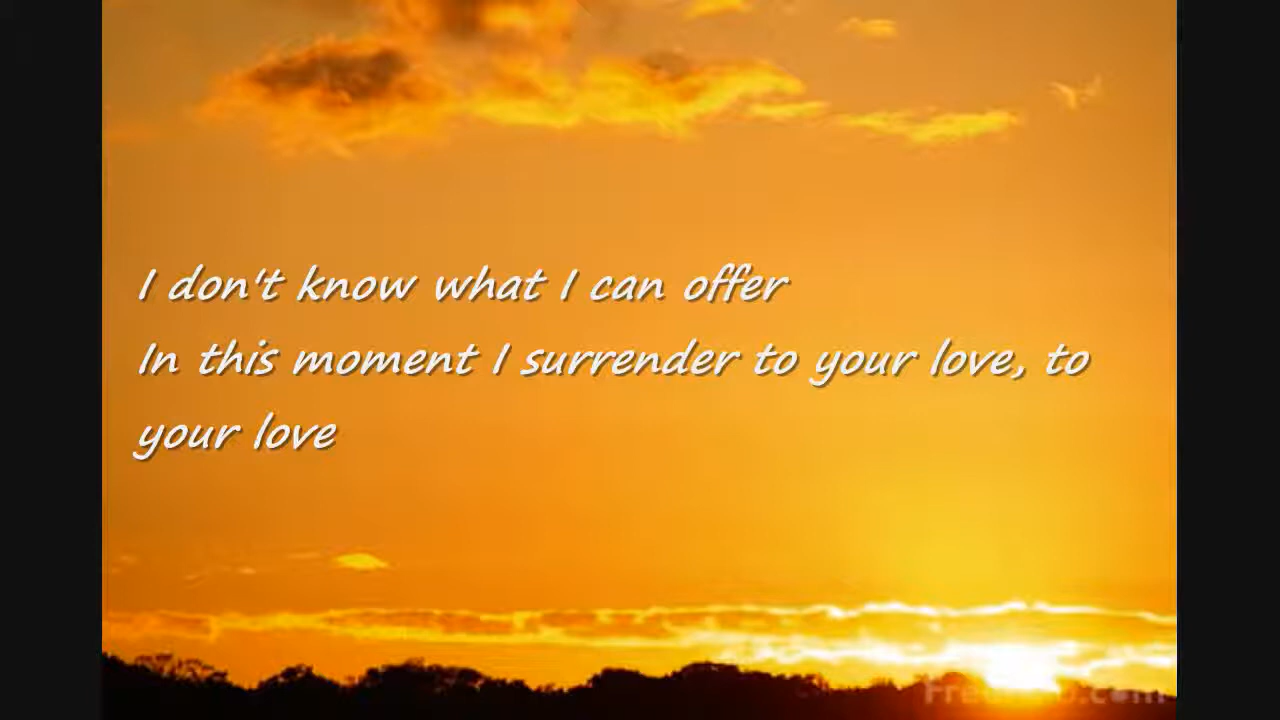 I don't know what I can offer
In this moment I surrender to your love, to
your love